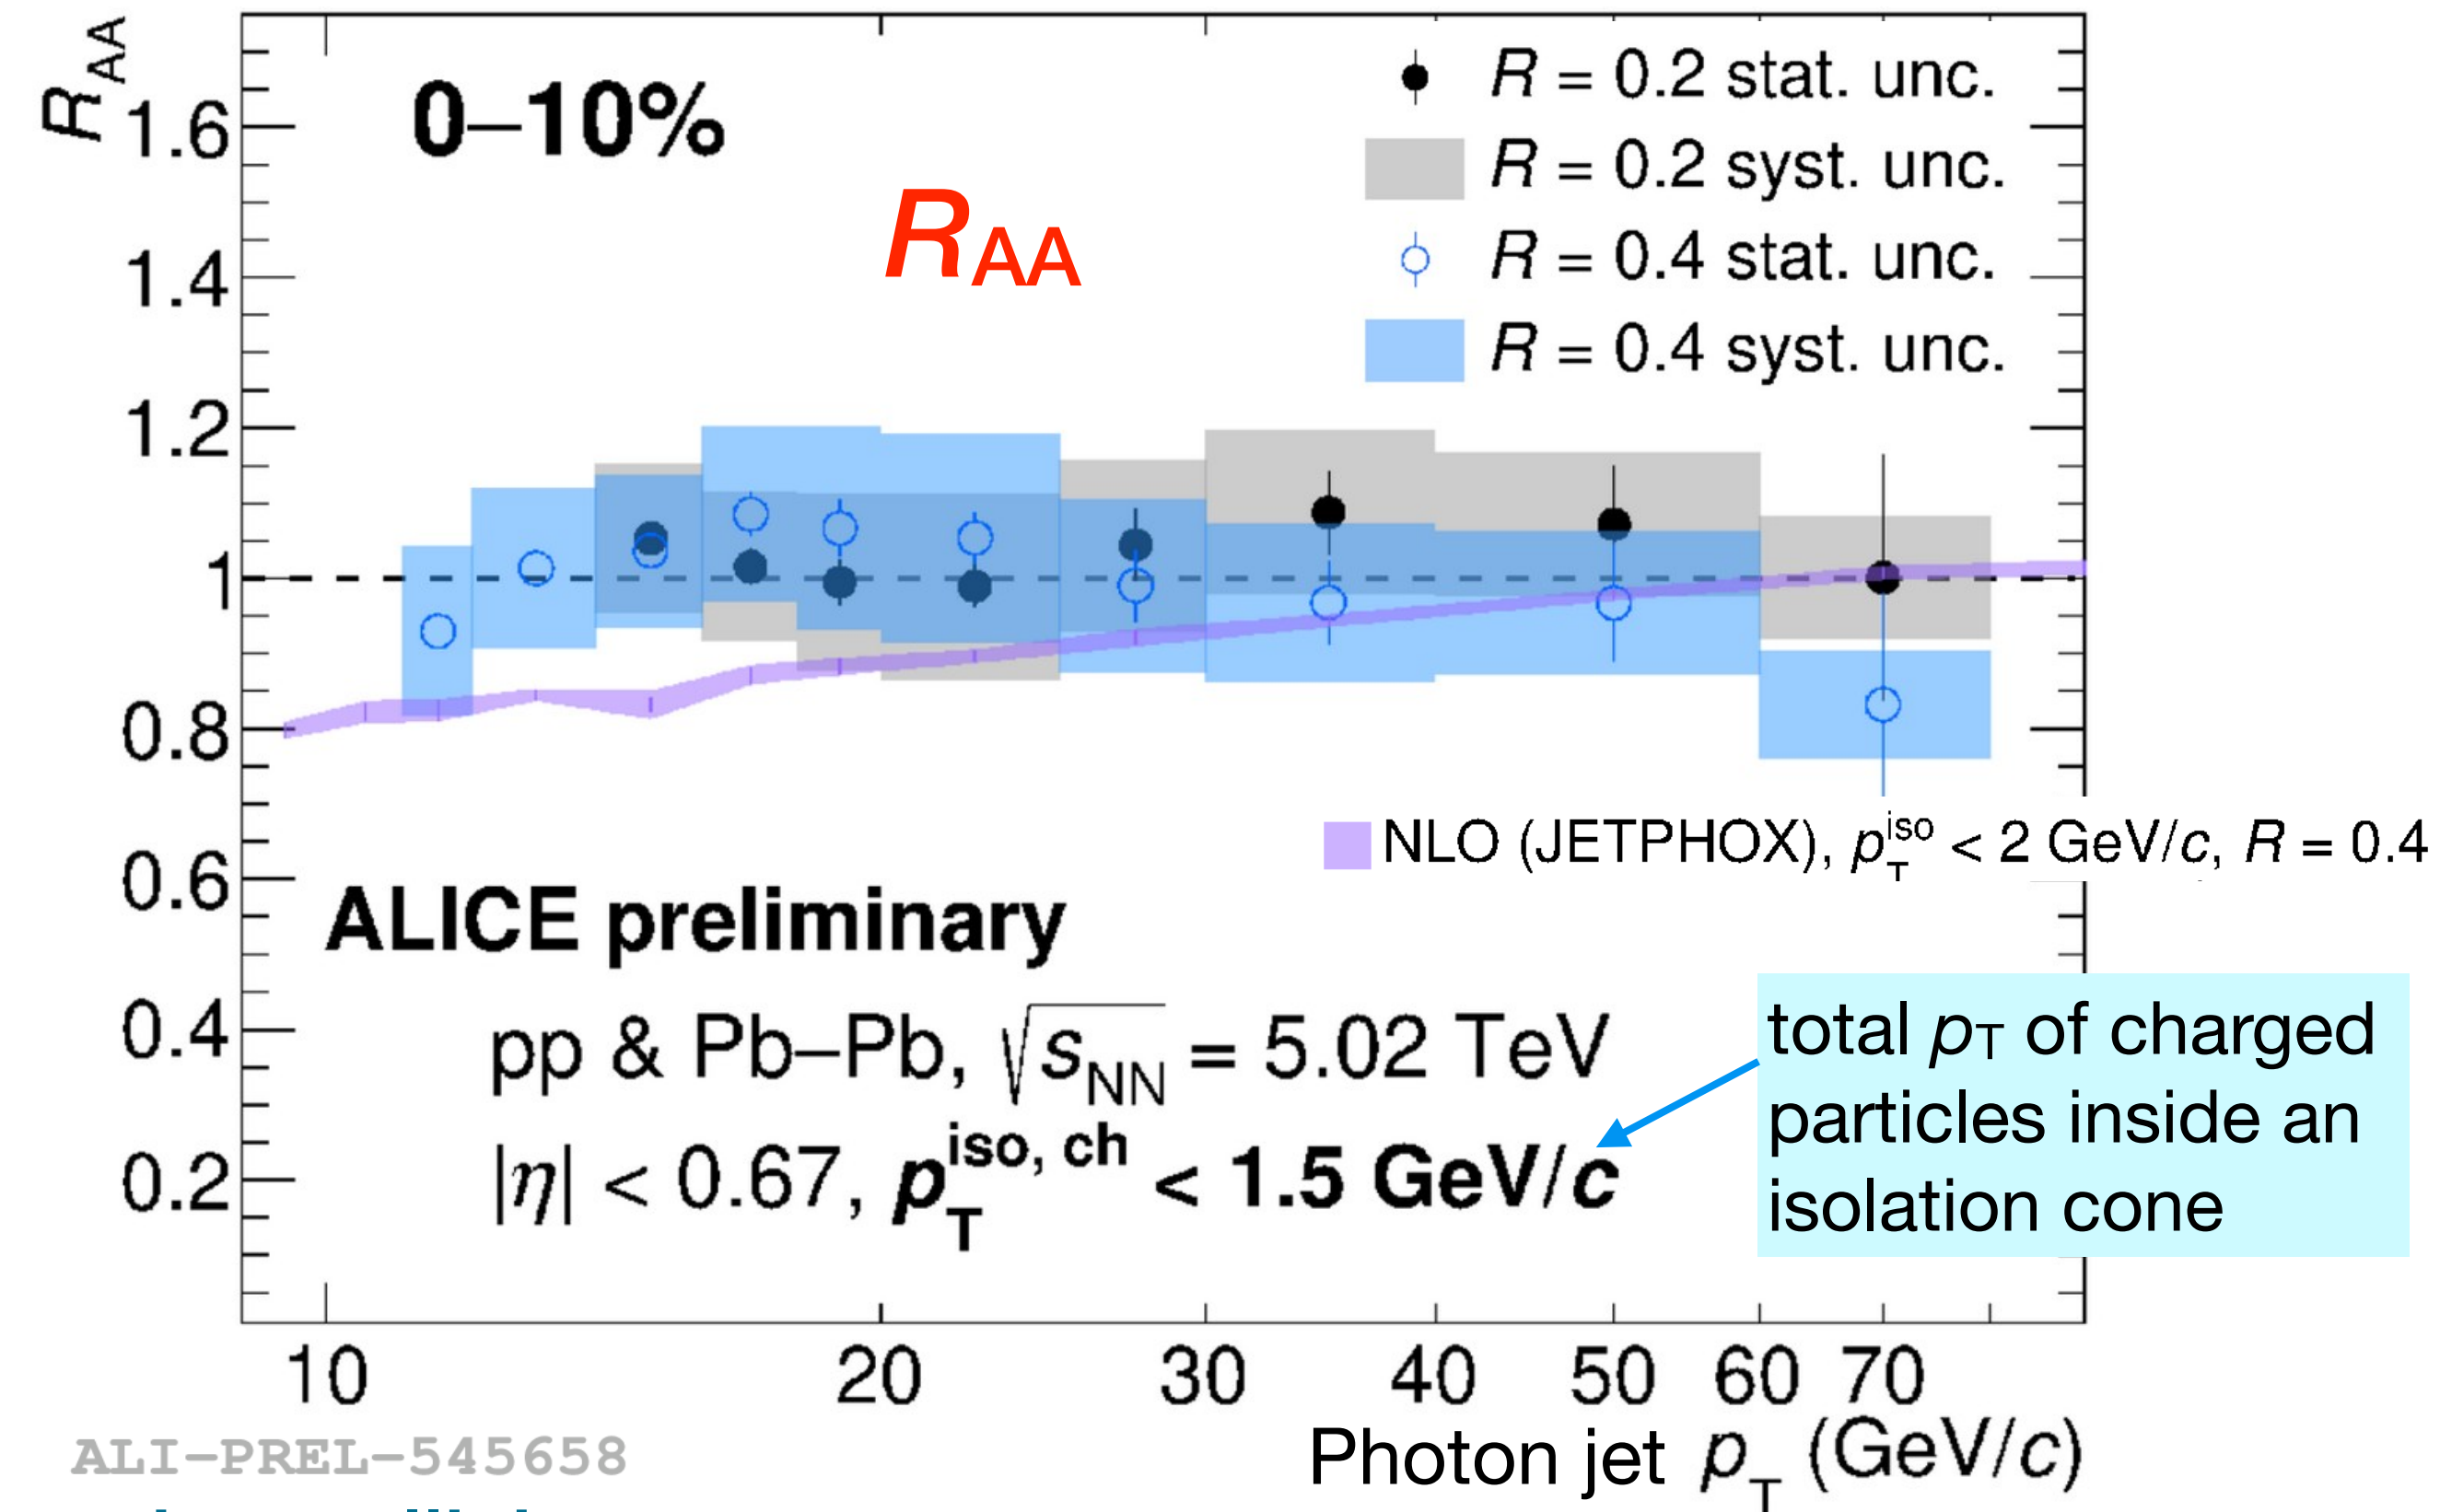 R_AA
0–10%
R_AA
R = 0.2 stat. unc.
R = 0.2 syst. unc.
R = 0.4 stat. unc.
R = 0.4 syst. unc.
1.6
1.4
1.2
1
0.8
0.6
0.4
0.2
NLO (JETPHOX), p_T^iso < 2 GeV/c, R = 0.4
ALICE preliminary
pp & Pb–Pb, √s_NN = 5.02 TeV
|η| < 0.67, p_T^iso, ch < 1.5 GeV/c
total p_T of charged
particles inside an
isolation cone
10 20 30 40 50 60 70
Photon jet p_T (GeV/c)
ALI-PREL-545658